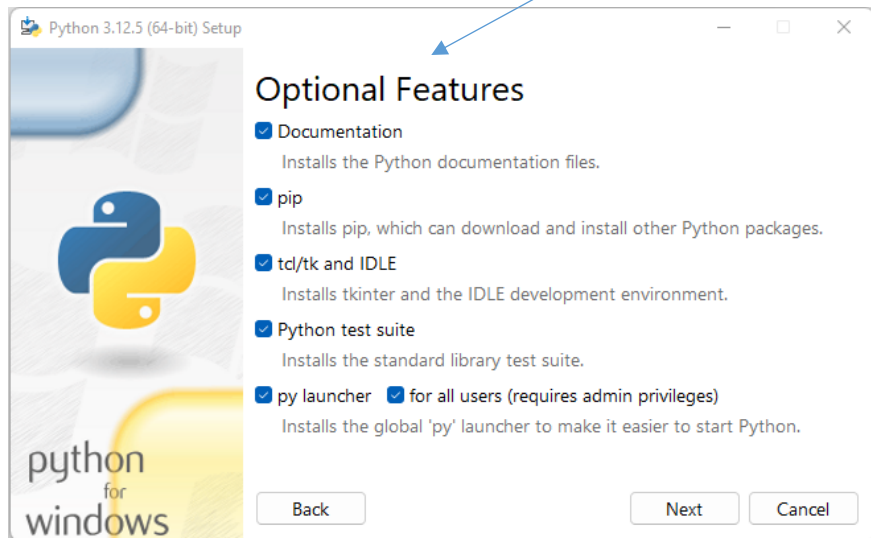 Python 3.12.5 (64-bit) Setup
Optional Features
Documentation
Installs the Python documentation files.
pip
Installs pip, which can download and install other Python packages.
tcl/tk and IDLE
Installs tkinter and the IDLE development environment.
Python test suite
Installs the standard library test suite.
py launcher for all users (requires admin privileges)
Installs the global 'py' launcher to make it easier to start Python.
python
for
windows
Back Next Cancel